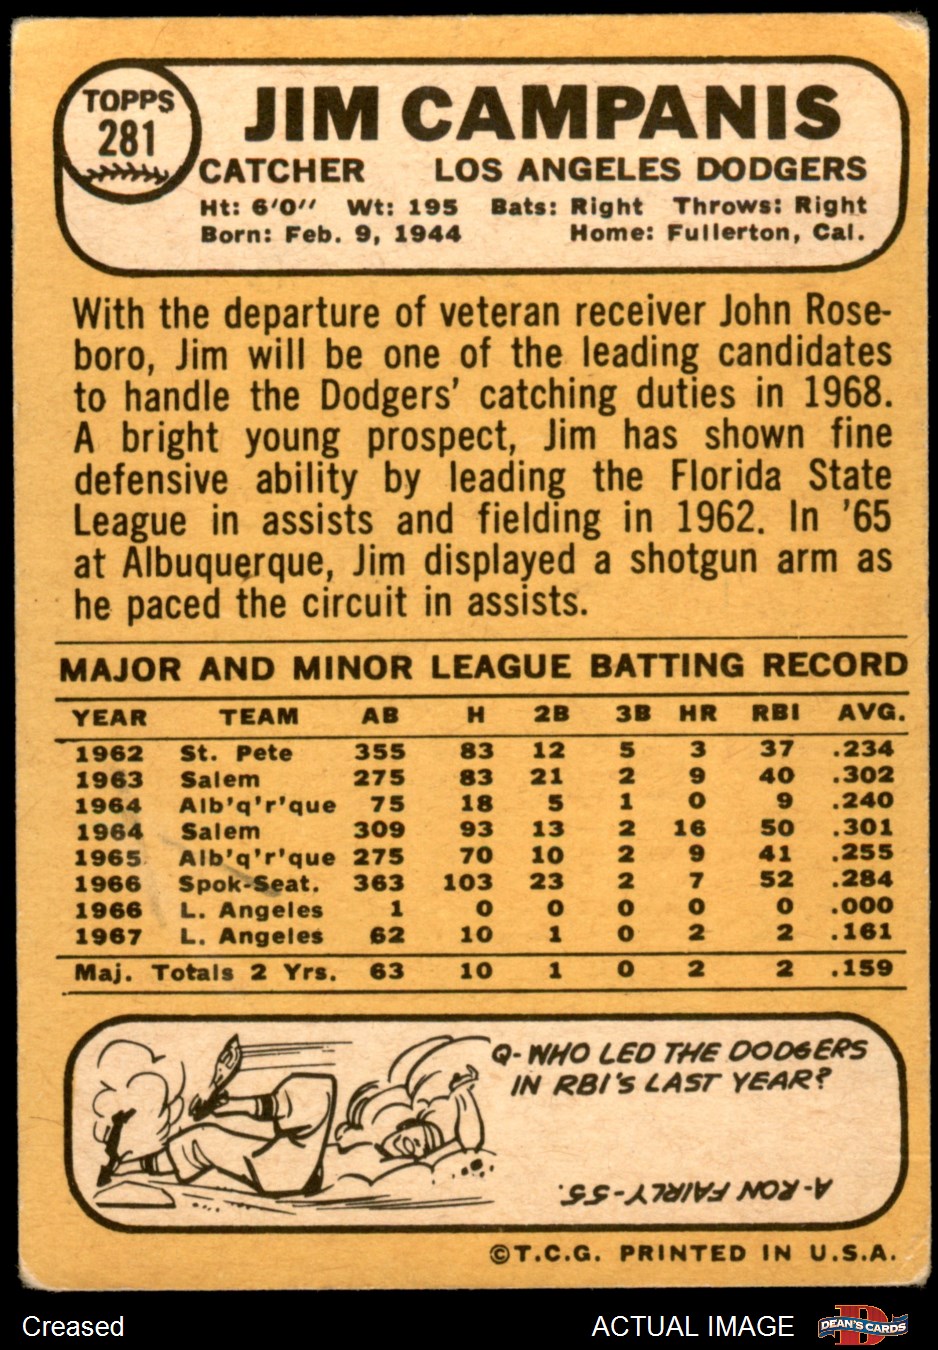 TOPPS
281
JIM CAMPANIS
CATCHER LOS ANGELES DODGERS
Ht: 6'0" Wt: 195 Bats: Right Throws: Right
Born: Feb. 9, 1944 Home: Fullerton, Cal.
With the departure of veteran receiver John Rose-
boro, Jim will be one of the leading candidates
to handle the Dodgers' catching duties in 1968.
A bright young prospect, Jim has shown fine
defensive ability by leading the Florida State
League in assists and fielding in 1962. In '65
at Albuquerque, Jim displayed a shotgun arm as
he paced the circuit in assists.
MAJOR AND MINOR LEAGUE BATTING RECORD
YEAR TEAM AB H 2B 3B HR RBI AVG.
1962 St. Pete 355 83 12 5 3 37 .234
1963 Salem 275 83 21 2 9 40 .302
1964 Alb'q'r'que 75 18 5 1 0 9 .240
1964 Salem 309 93 13 2 16 50 .301
1965 Alb'q'r'que 275 70 10 2 9 41 .255
1966 Spok-Seat. 363 103 23 2 7 52 .284
1966 L. Angeles 1 0 0 0 0 0 .000
1967 L. Angeles 62 10 1 0 2 2 .161
Maj. Totals 2 Yrs. 63 10 1 0 2 2 .159
Q-WHO LED THE DODGERS
IN RBI'S LAST YEAR?
A-RON FAIRLY-55.
©T.C.G. PRINTED IN U.S.A.
Creased ACTUAL IMAGE DEAN'S CARDS